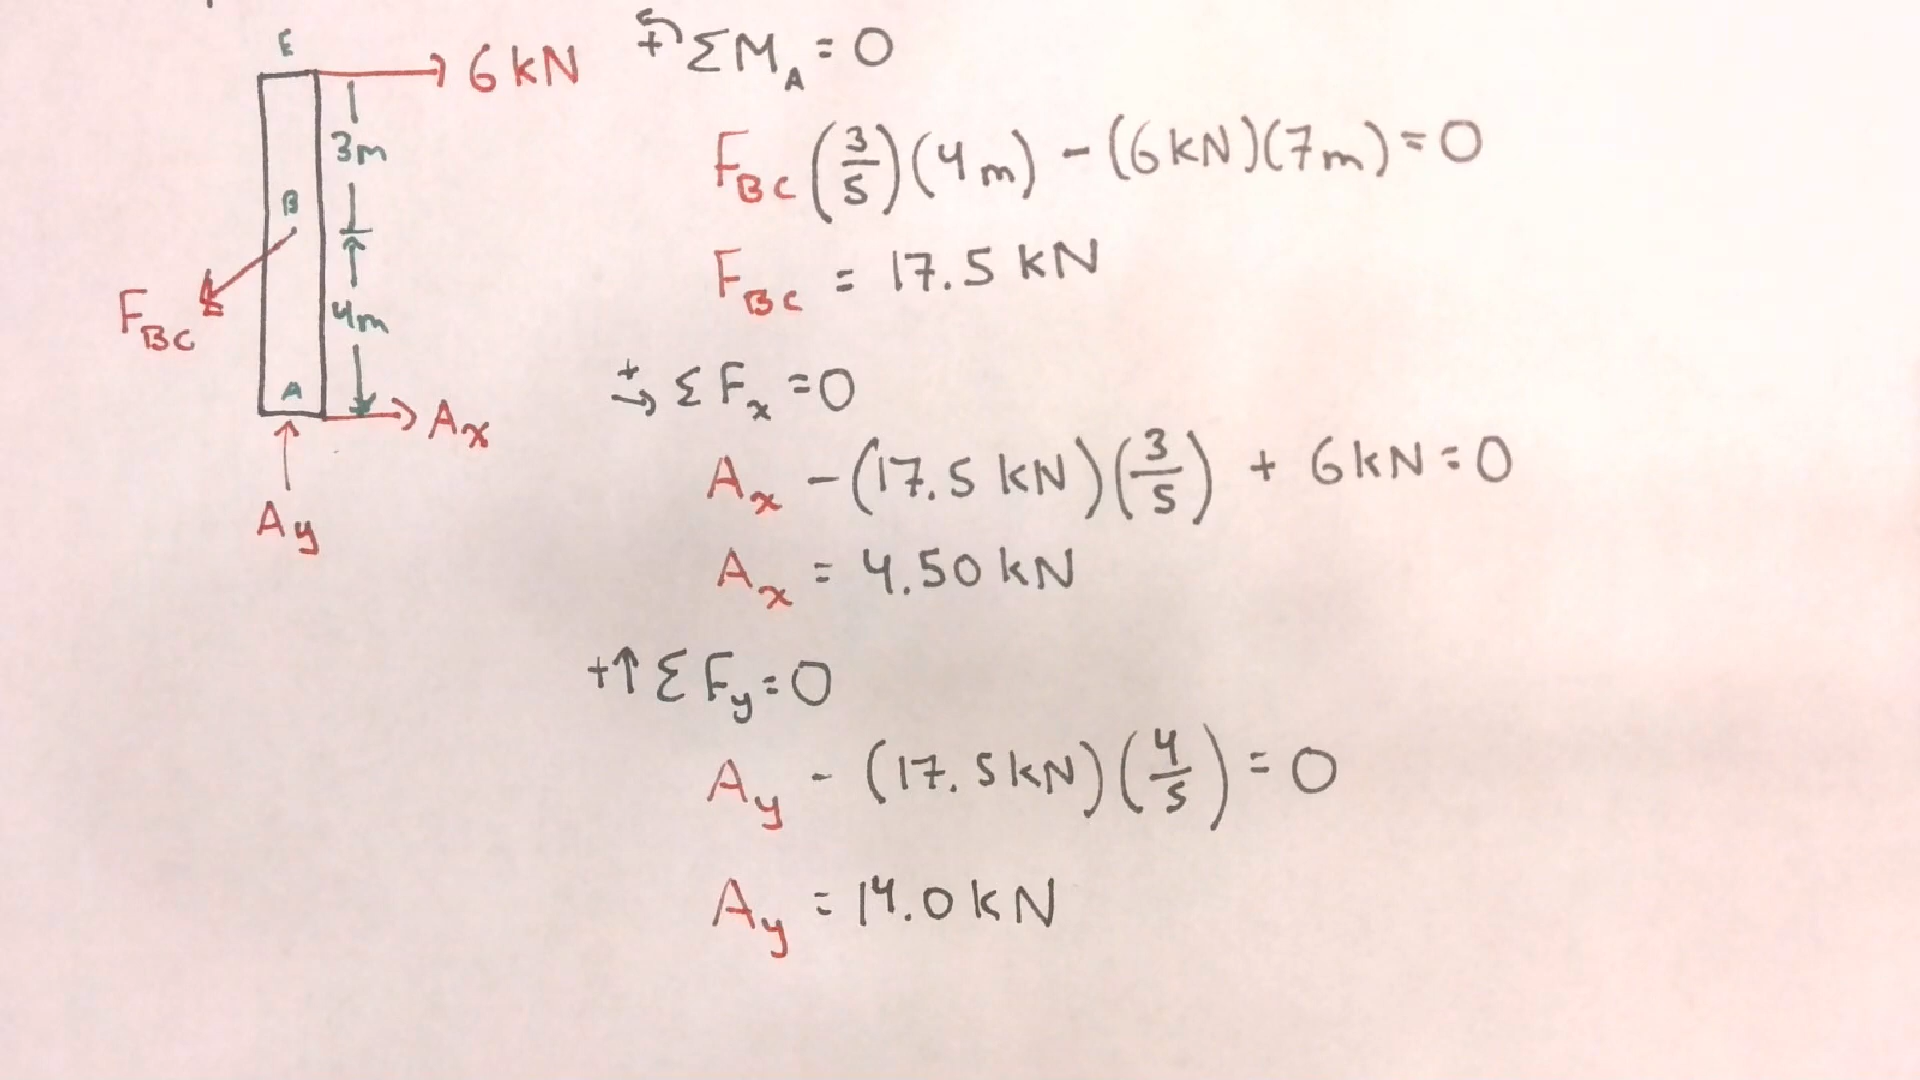 E
6 kN
3m
B
F_BC
4m
A
A_x
A_y
+↶ ΣM_A = 0
F_BC (3/5)(4m) - (6 kN)(7m) = 0
F_BC = 17.5 kN
+→ ΣF_x = 0
A_x - (17.5 kN)(3/5) + 6 kN = 0
A_x = 4.50 kN
+↑ ΣF_y = 0
A_y - (17.5 kN)(4/5) = 0
A_y = 14.0 kN